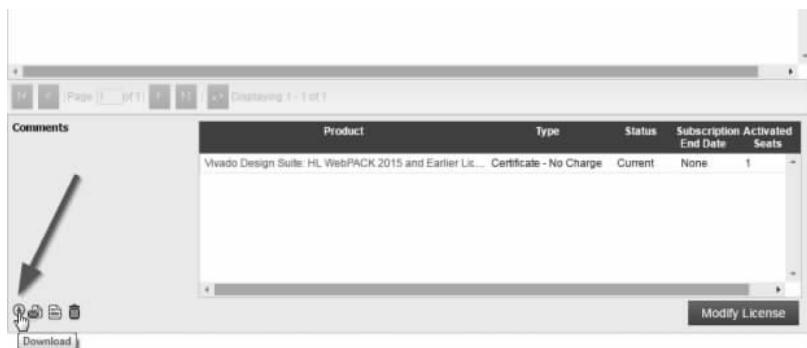 Page 1 of 1 Displaying 1 - 1 of 1
Comments
Product Type Status Subscription End Date Activated Seats
Vivado Design Suite: HL WebPACK 2015 and Earlier Lic... Certificate - No Charge Current None 1
Modify License
Download